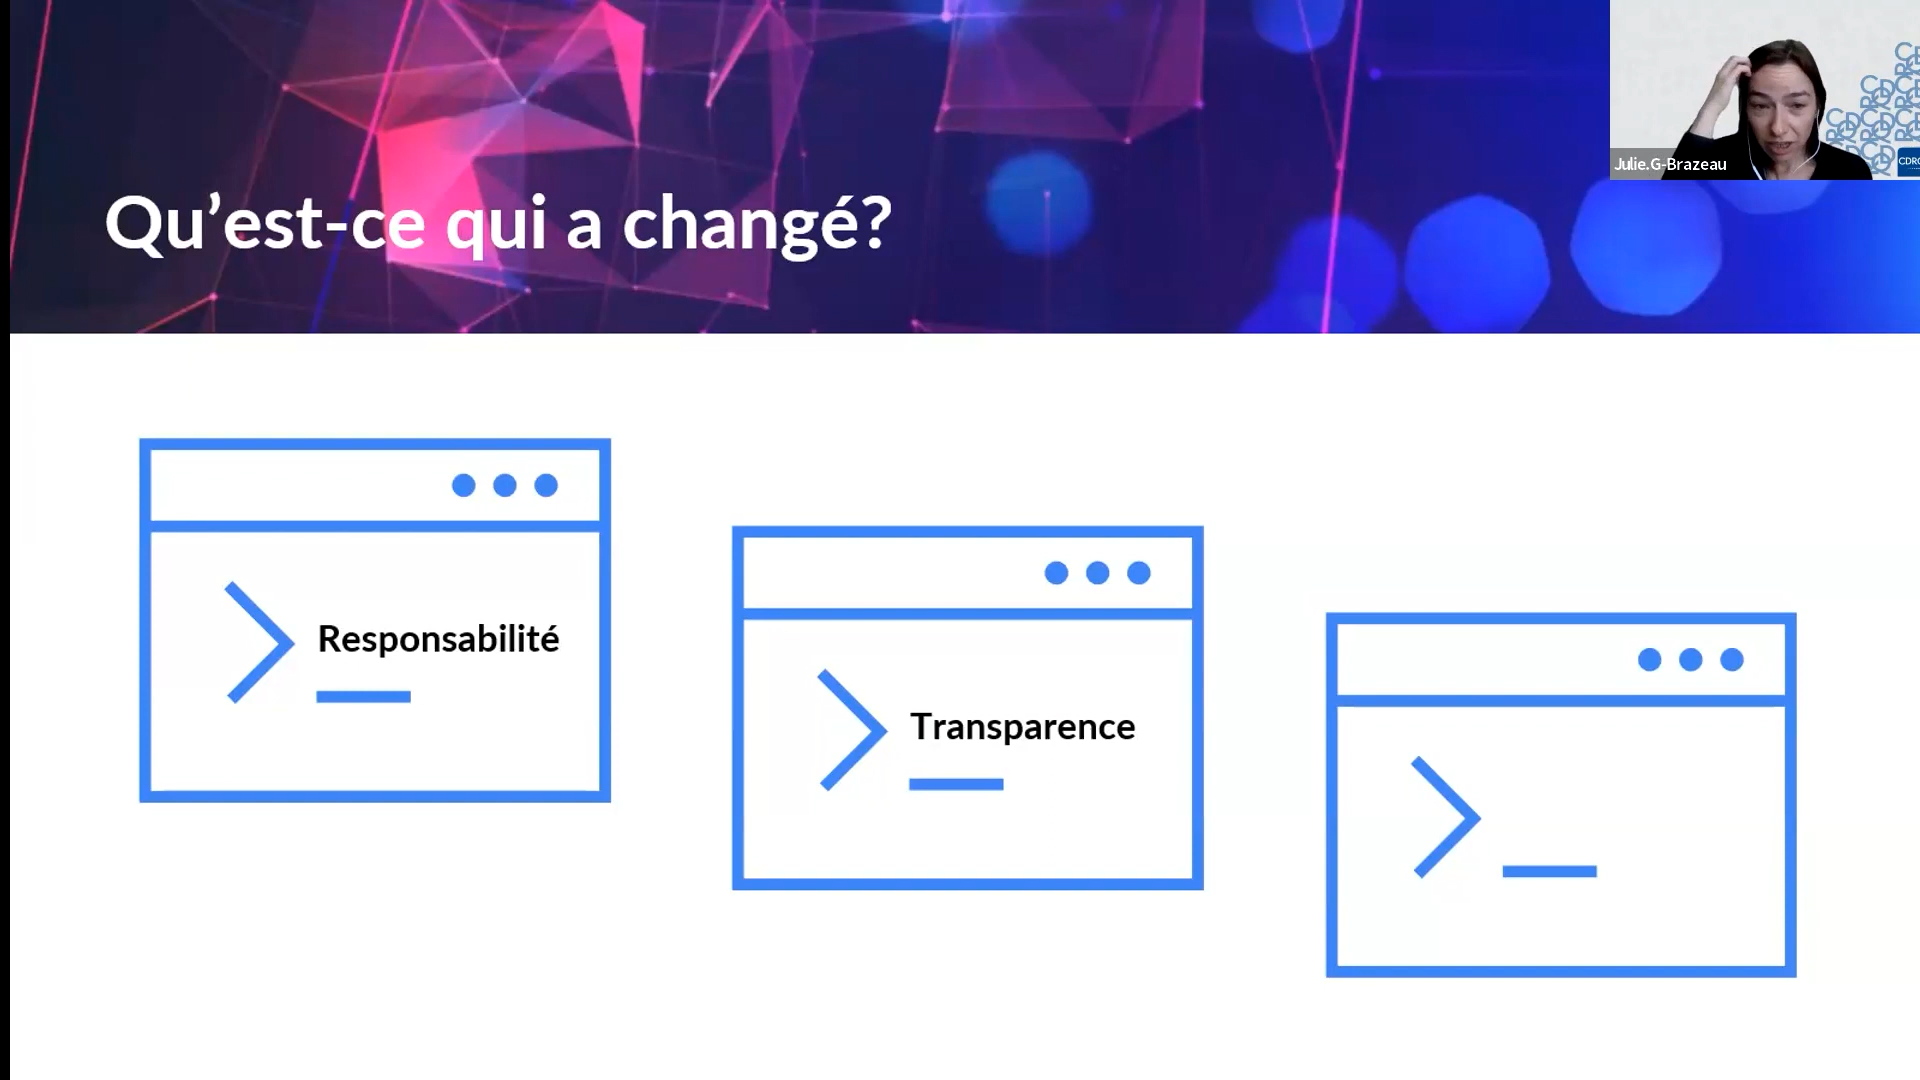 Qu’est-ce qui a changé?
Julie.G-Brazeau
Responsabilité
Transparence